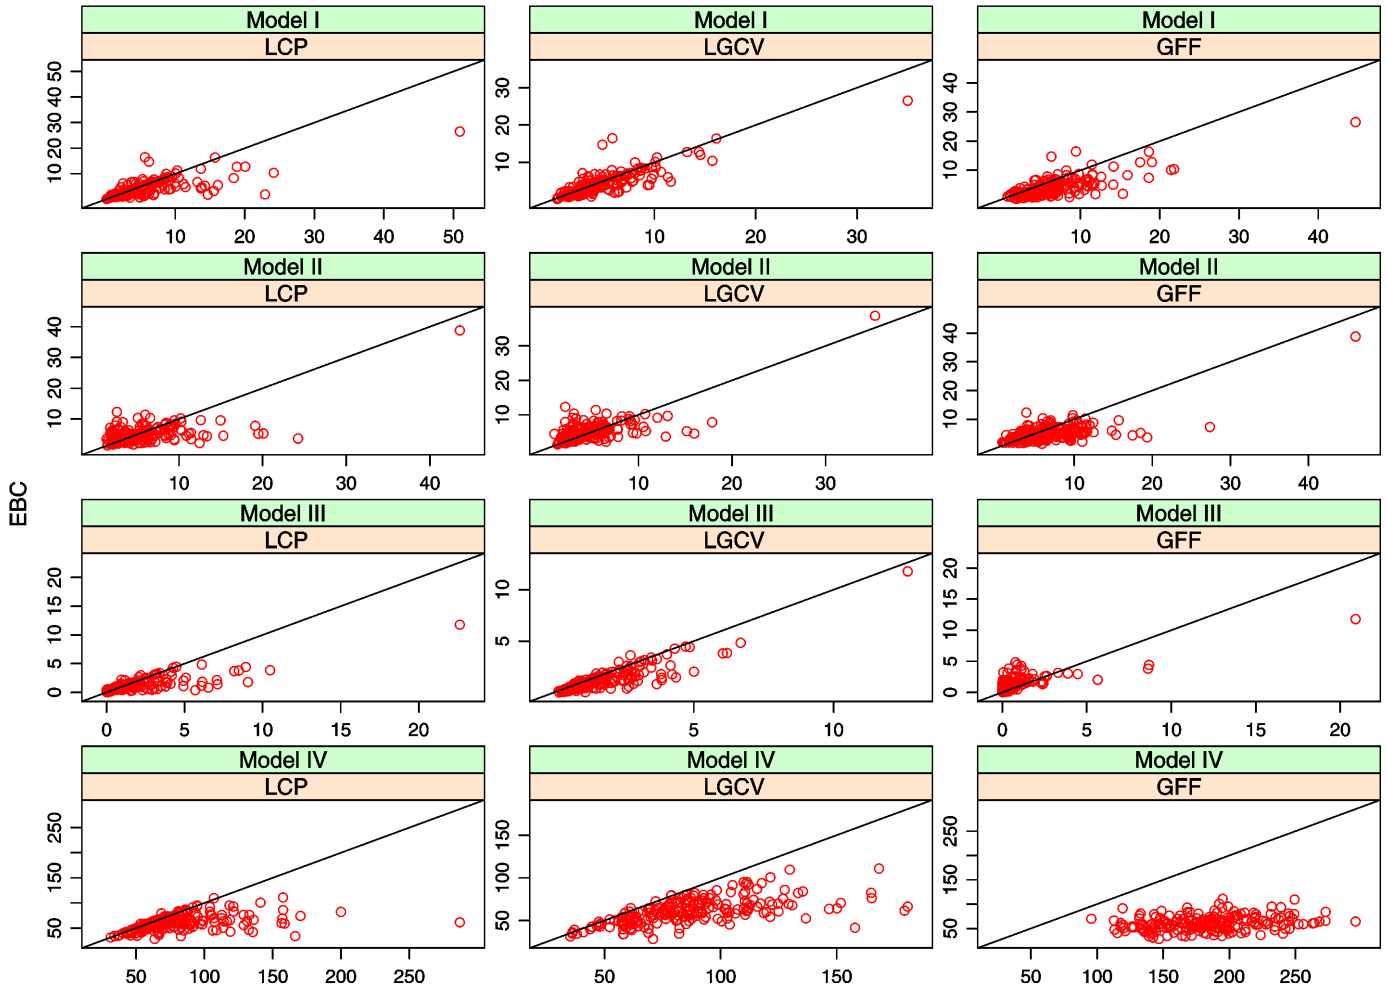 Model I Model I Model I
LCP LGCV GFF
50 40 30 20 10
30 20 10
40 30 20 10
10 20 30 40 50
10 20 30
10 20 30 40
Model II Model II Model II
LCP LGCV GFF
40 30 20 10
30 20 10
40 30 20 10
10 20 30 40
10 20 30
10 20 30 40
EBC
Model III Model III Model III
LCP LGCV GFF
20 15 10 5 0
10 5
20 15 10 5 0
0 5 10 15 20
5 10
0 5 10 15 20
Model IV Model IV Model IV
LCP LGCV GFF
250 150 50
150 100 50
250 150 50
50 100 150 200 250
50 100 150
50 100 150 200 250